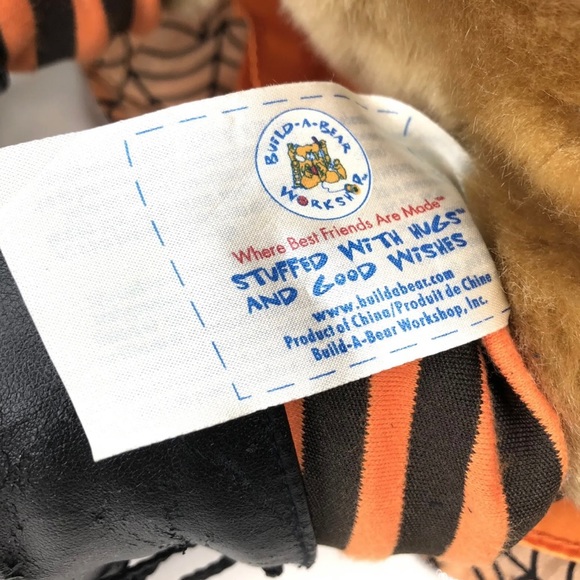 BUILD-A-BEAR
WORKSHOP
Where Best Friends Are Made™
STUFFED WITH HUGS™
AND GOOD WISHES
www.buildabear.com
Product of China/Produit de Chine
Build-A-Bear Workshop, Inc.